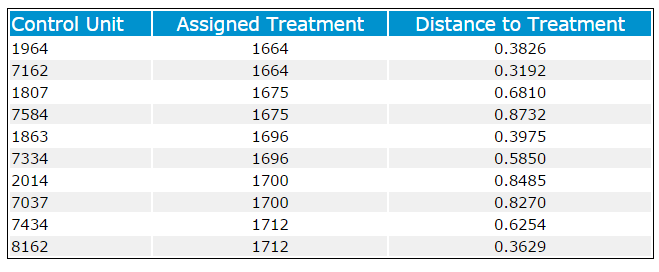 Control Unit Assigned Treatment Distance to Treatment
1964 1664 0.3826
7162 1664 0.3192
1807 1675 0.6810
7584 1675 0.8732
1863 1696 0.3975
7334 1696 0.5850
2014 1700 0.8485
7037 1700 0.8270
7434 1712 0.6254
8162 1712 0.3629